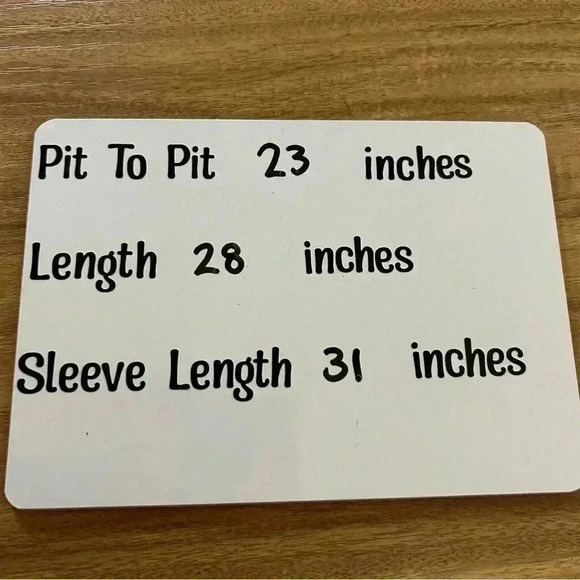 Pit To Pit 23 inches
Length 28 inches
Sleeve Length 31 inches